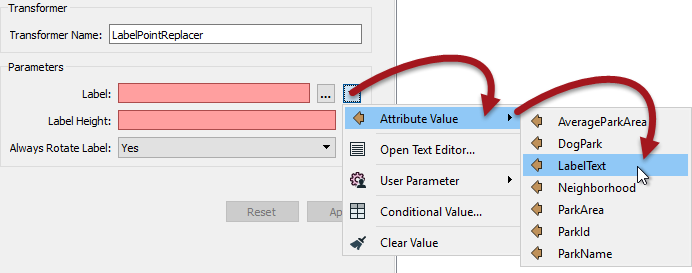 Transformer
Transformer Name: LabelPointReplacer
Parameters
Label:
...
Label Height:
Always Rotate Label: Yes
Reset
Attribute Value
Open Text Editor...
User Parameter
Conditional Value...
Clear Value
AverageParkArea
DogPark
LabelText
Neighborhood
ParkArea
ParkId
ParkName